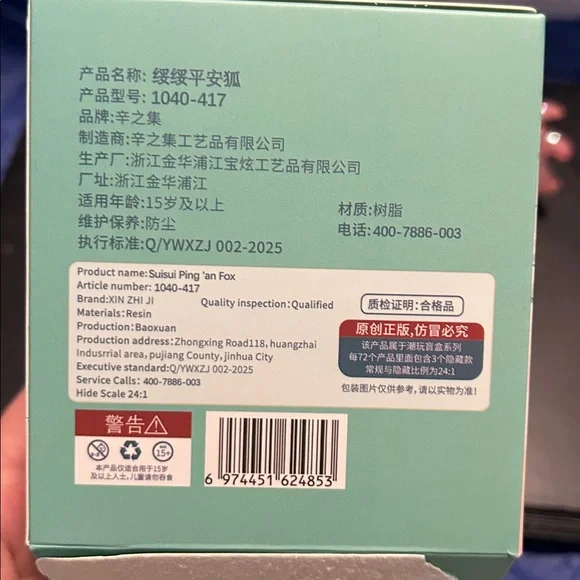 产品名称: 绥绥平安狐
产品型号: 1040-417
品牌:辛之集
制造商:辛之集工艺品有限公司
生产厂:浙江金华浦江宝炫工艺品有限公司
厂址:浙江金华浦江
适用年龄:15岁及以上
材质:树脂
维护保养:防尘
电话:400-7886-003
执行标准:Q/YWXZJ 002-2025
Product name:Suisui Ping 'an Fox
Article number: 1040-417
Brand:XIN ZHI JI
Quality inspection:Qualified
Materials:Resin
Production:Baoxuan
Production address:Zhongxing Road118, huangzhai
Indusrrial area, pujiang County, jinhua City
Executive standard:Q/YWXZJ 002-2025
Service Calls: 400-7886-003
Hide Scale 24:1
质检证明:合格品
原创正版,仿冒必究
该产品属于潮玩盲盒系列
每72个产品里面包含3个隐藏款
常规与隐藏比例为24:1
包装图片仅供参考,请以实物为准!
警告
0-3
15+
本产品仅适合用于15岁
及以上人士,儿童请勿吞食
6 974451 624853